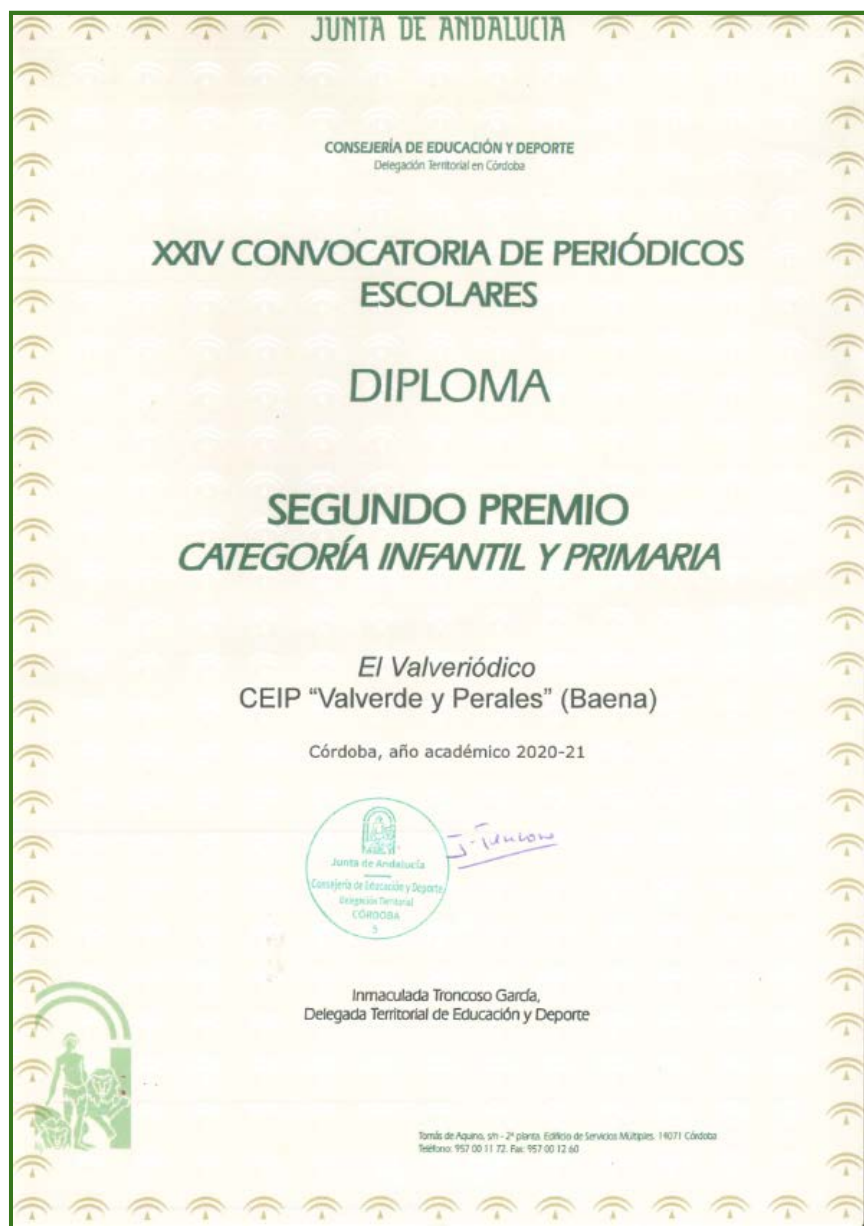 JUNTA DE ANDALUCIA
CONSEJERÍA DE EDUCACIÓN Y DEPORTE
Delegación Territorial en Córdoba
XXIV CONVOCATORIA DE PERIÓDICOS
ESCOLARES
DIPLOMA
SEGUNDO PREMIO
CATEGORÍA INFANTIL Y PRIMARIA
El Valveriódico
CEIP “Valverde y Perales” (Baena)
Córdoba, año académico 2020-21
Junta de Andalucía
Consejería de Educación y Deporte
Delegación Territorial
CÓRDOBA
Inmaculada Troncoso García,
Delegada Territorial de Educación y Deporte
Tomás de Aquino, s/n - 2ª planta. Edificio de Servicios Múltiples. 14071 Córdoba
Teléfono: 957 00 11 72. Fax: 957 00 12 60